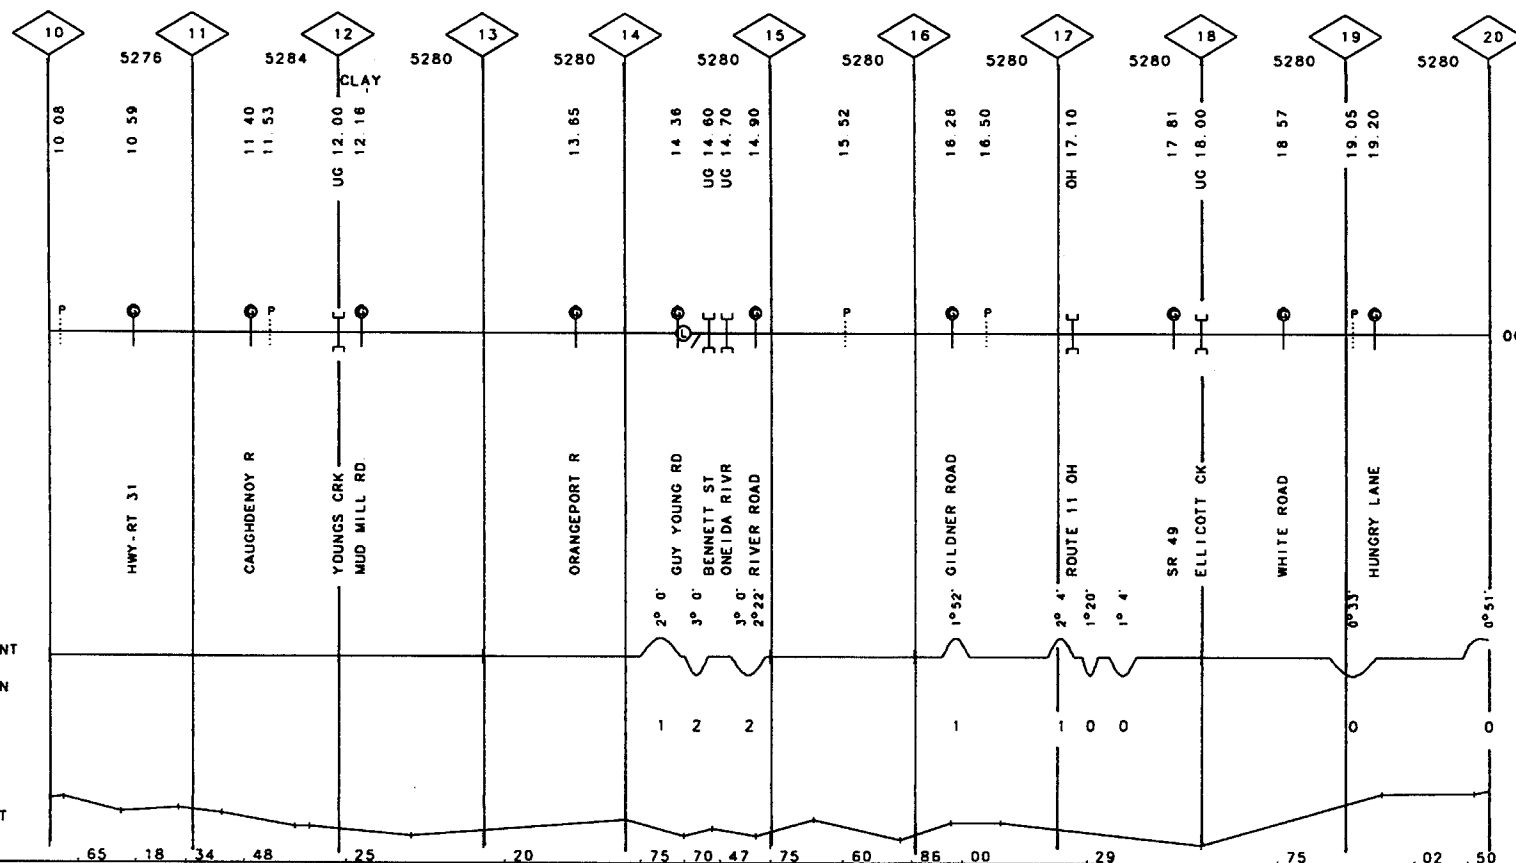 10 11 12 13 14 15 16 17 18 19 20
5276 5284 5280 5280 5280 5280 5280 5280 5280 5280
CLAY
10 08
10 59
11 40
11.53
UG 12.00
12.16
13.65
14 36
UG 14.60
UG 14.70
14.90
15 52
16.26
16.50
OH 17.10
17 81
UG 18.00
18 57
19.05
19.20
P P P P P
L
HWY-RT 31
CAUGHDENOY R
YOUNGS CRK
MUD MILL RD
ORANGEPORT R
GUY YOUNG RD
BENNETT ST
ONEIDA RIVR
RIVER ROAD
GILDNER ROAD
ROUTE 11 OH
SR 49
ELLICOTT CK
WHITE ROAD
HUNGRY LANE
2° 0'
3° 0'
3° 0'
2°22'
1°52'
2° 4'
1°20'
1° 4'
0°33'
0°51'
NT
N
1 2 2 1 1 0 0 0 0
T
.65 .18 .34 .48 .25 .20 .75 .70 .47 .75 .60 .86 .00 .29 .75 .02 .50